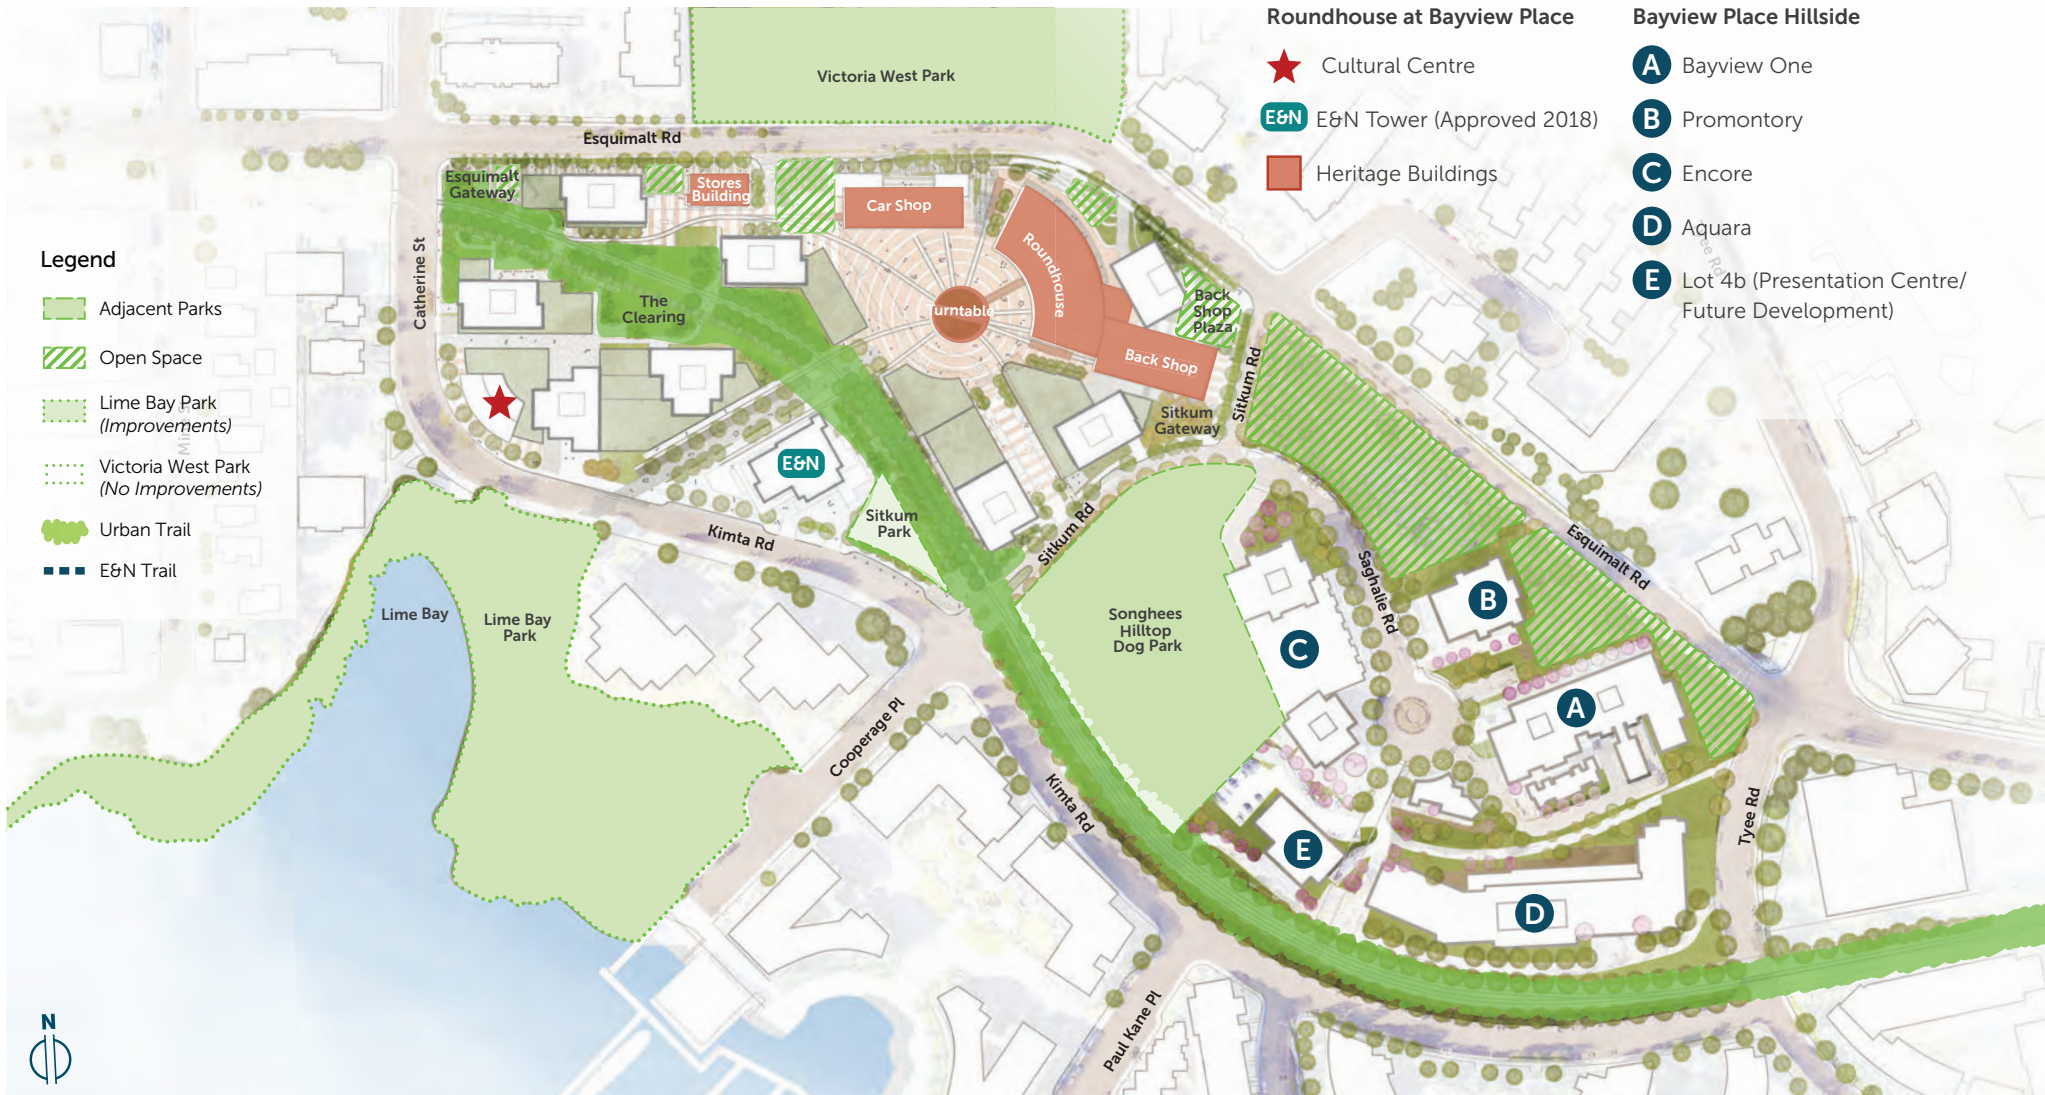 Roundhouse at Bayview Place
Cultural Centre
E&N E&N Tower (Approved 2018)
Heritage Buildings
Bayview Place Hillside
A Bayview One
B Promontory
C Encore
D Aquara
E Lot 4b (Presentation Centre/
Future Development)
Legend
Adjacent Parks
Open Space
Lime Bay Park
(Improvements)
Victoria West Park
(No Improvements)
Urban Trail
E&N Trail
Victoria West Park
Esquimalt Rd
Esquimalt
Gateway
Stores
Building
Car Shop
Roundhouse
Turntable
Back
Shop
Plaza
Back Shop
Catherine St
The
Clearing
Sitkum Rd
Sitkum
Gateway
E&N
Sitkum
Park
Kimta Rd
Sitkum Rd
Esquimalt Rd
Saghalie Rd
Lime Bay
Lime Bay
Park
Songhees
Hilltop
Dog Park
B
C
A
Cooperage Pl
Kimta Rd
Tyee Rd
E
D
Paul Kane Pl
N
Tyee Rd